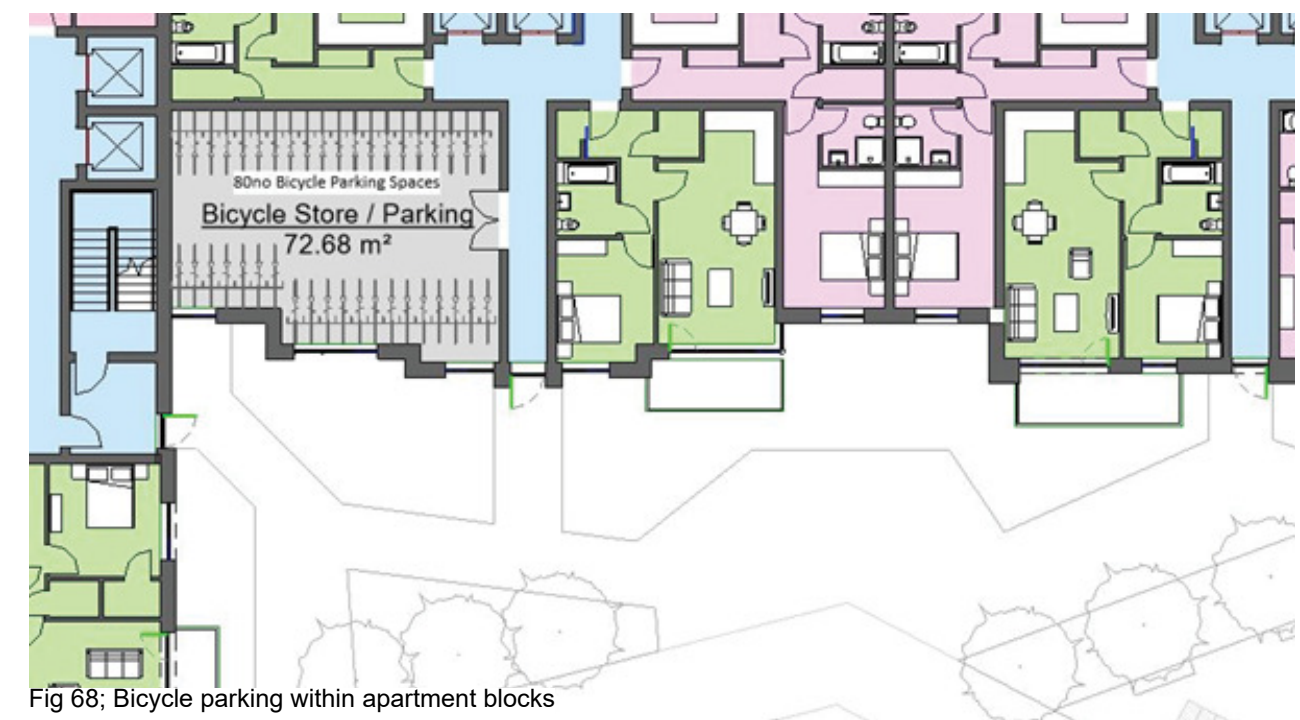 80no Bicycle Parking Spaces
Bicycle Store / Parking
72.68 m²
Fig 68; Bicycle parking within apartment blocks